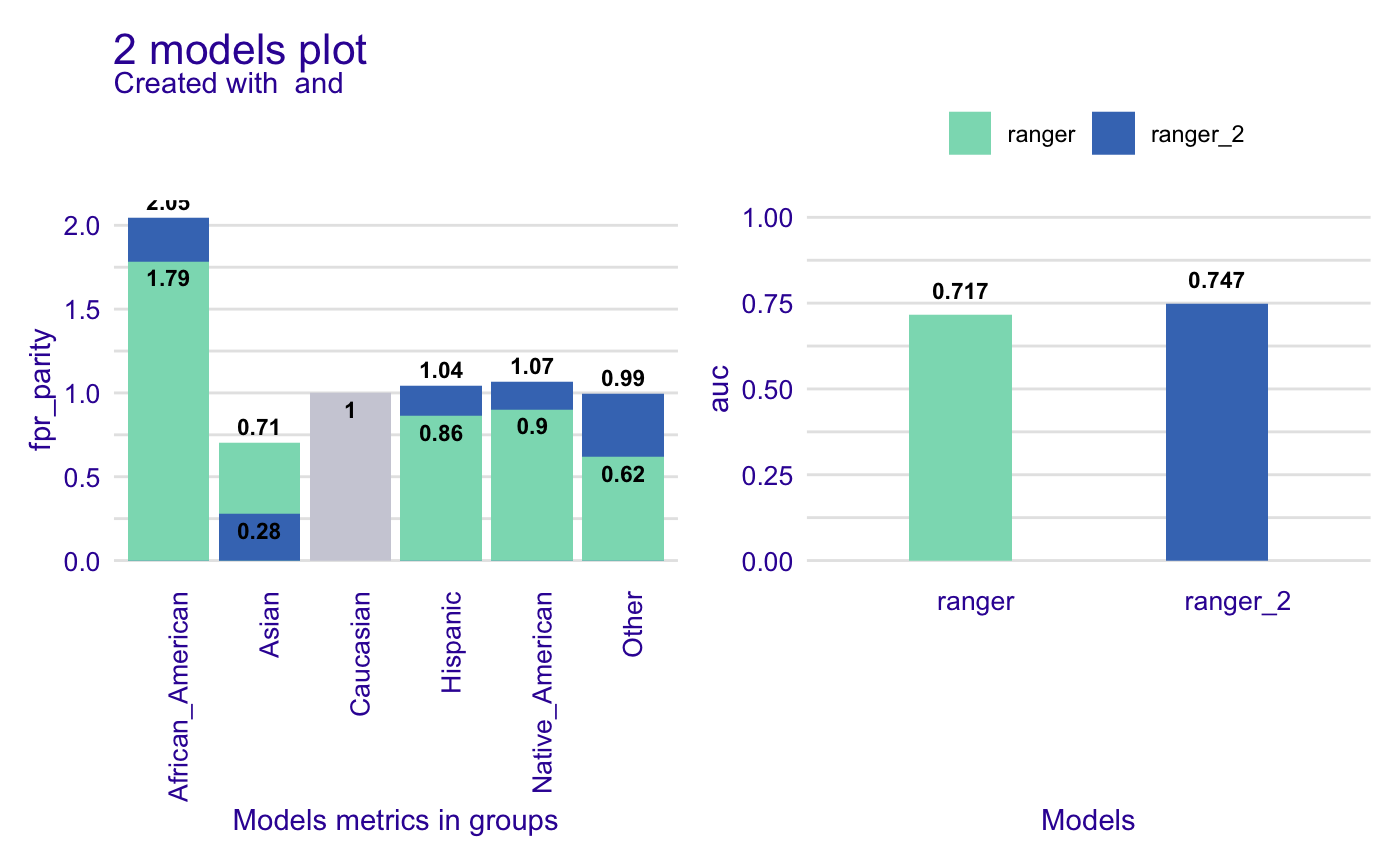 2 models plot
Created with  and
ranger
ranger_2
fpr_parity
2.0
1.5
1.0
0.5
0.0
2.05
1.79
0.71
0.28
1
1.04
0.86
1.07
0.9
0.99
0.62
African_American
Asian
Caucasian
Hispanic
Native_American
Other
Models metrics in groups
auc
1.00
0.75
0.50
0.25
0.00
0.717
0.747
ranger
ranger_2
Models